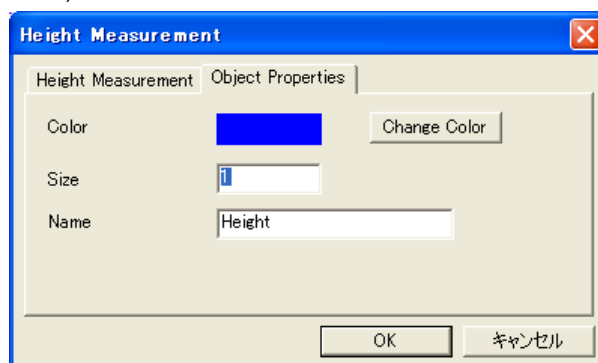 Height Measurement
Height Measurement Object Properties
Color Change Color
Size 1
Name Height
OK キャンセル